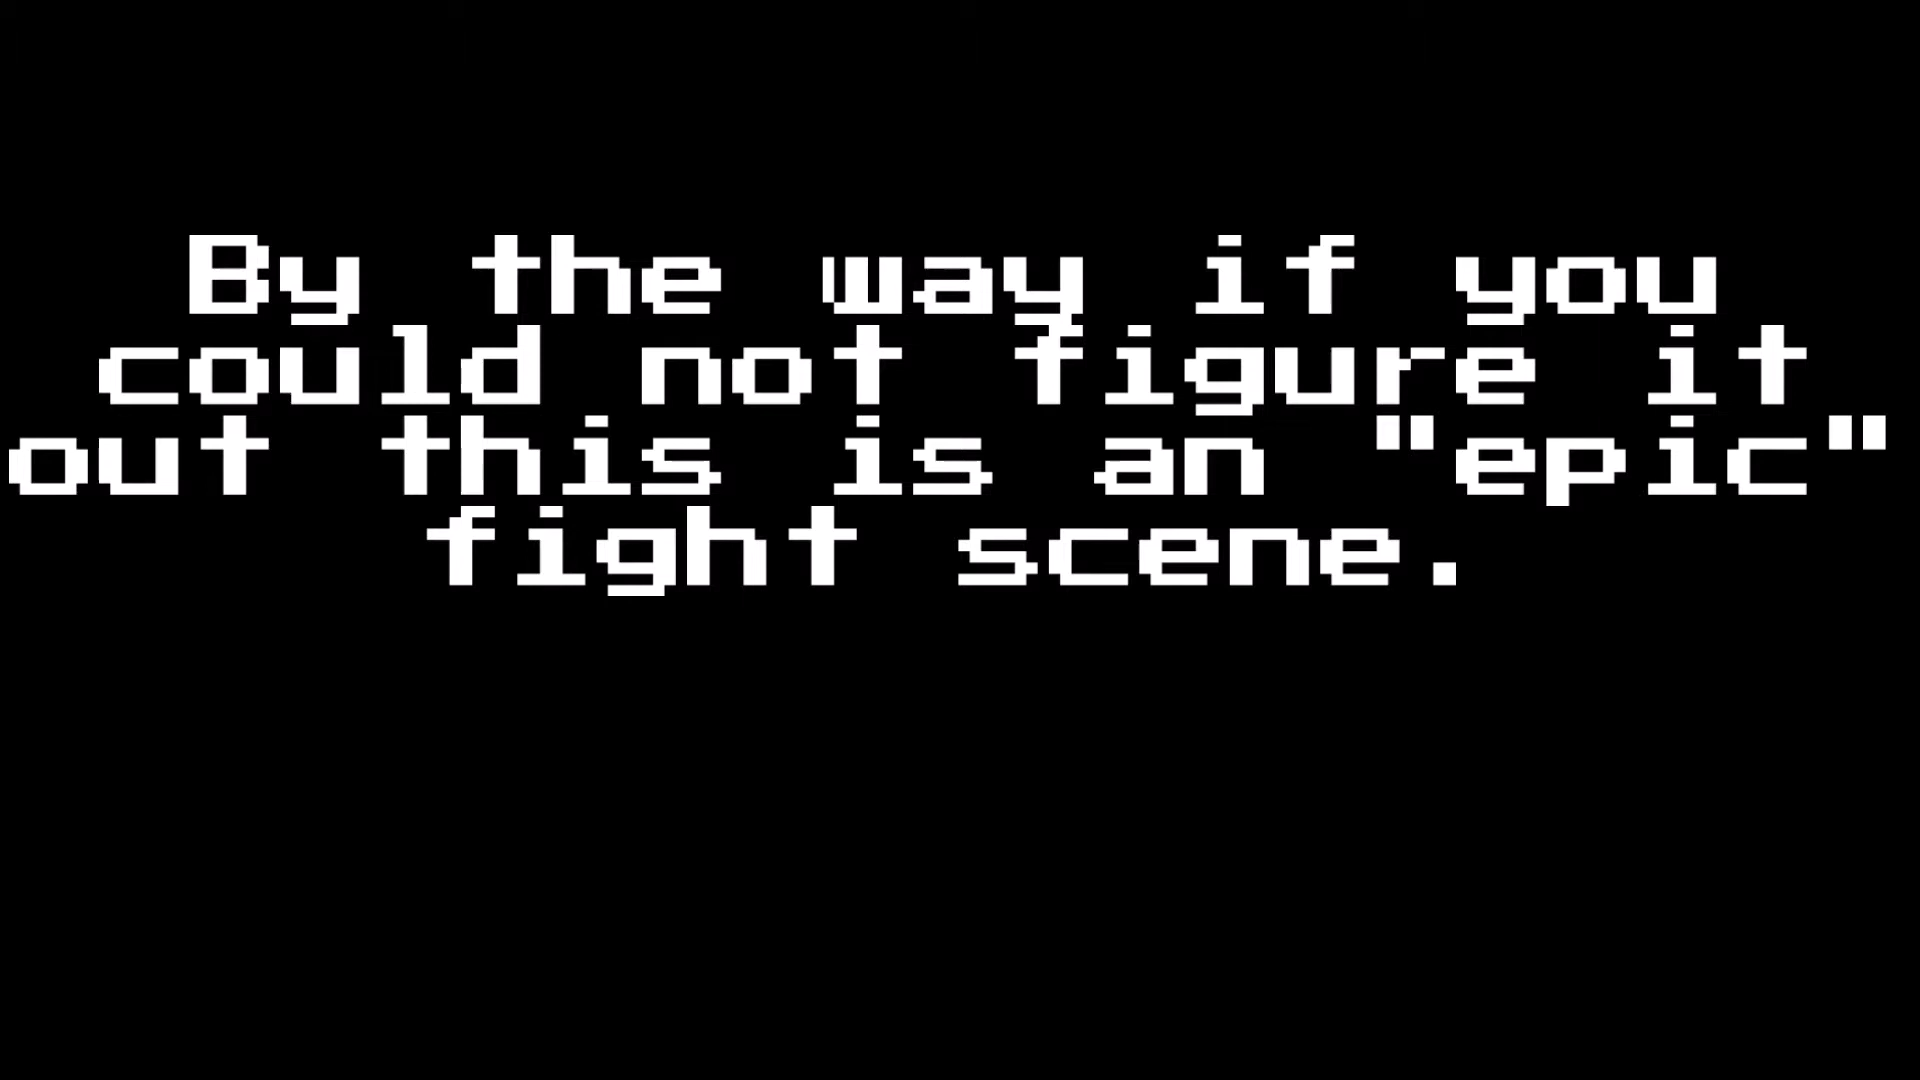 By the way if you
could not figure it
out this is an "epic"
fight scene.